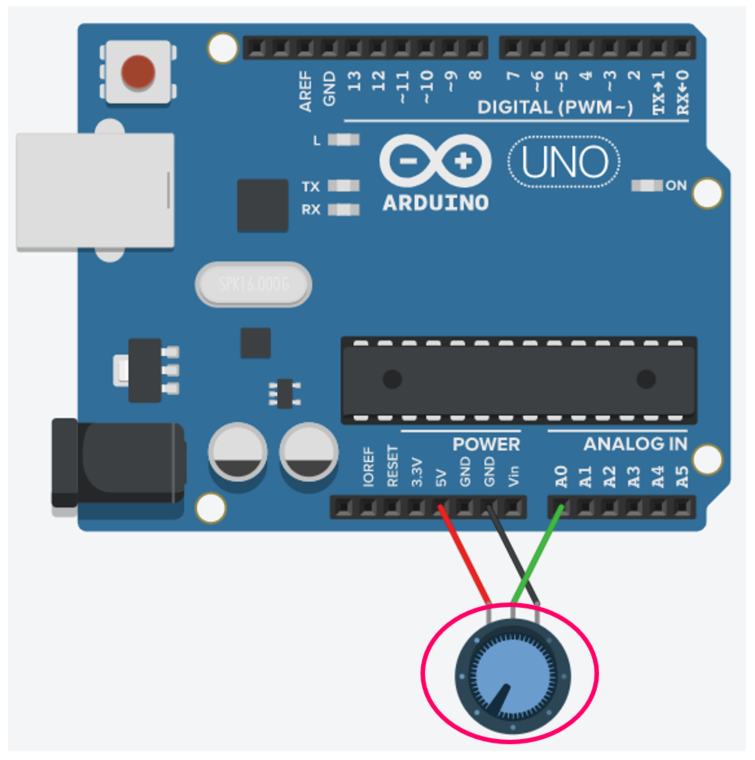 AREF
GND
13
12
~11
~10
~9
8
7
~6
~5
4
~3
2
TX→1
RX←0
DIGITAL (PWM~)
L
TX
RX
UNO
ON
ARDUINO
SPK16.000G
POWER
ANALOG IN
IOREF
RESET
3.3V
5V
GND
GND
Vin
A0
A1
A2
A3
A4
A5